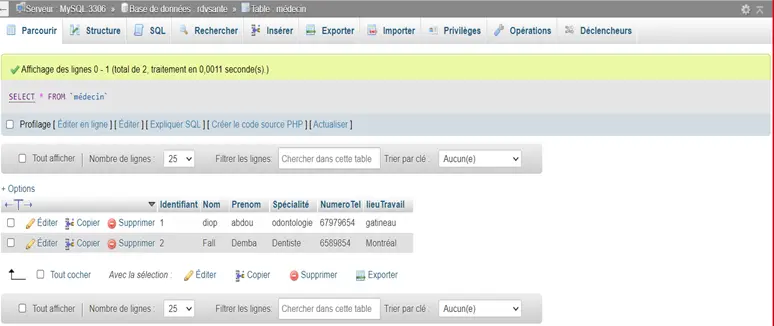 Serveur : MySQL:3306 » Base de données : rdvsante » Table : médecin
Parcourir Structure SQL Rechercher Insérer Exporter Importer Privilèges Opérations Déclencheurs
Affichage des lignes 0 - 1 (total de 2, traitement en 0,0011 seconde(s).)
SELECT * FROM `médecin`
Profilage [ Éditer en ligne ] [ Éditer ] [ Expliquer SQL ] [ Créer le code source PHP ] [ Actualiser ]
Tout afficher Nombre de lignes : 25 Filtrer les lignes: Chercher dans cette table Trier par clé : Aucun(e)
+ Options
Identifiant Nom Prenom Spécialité NumeroTel lieuTravail
Éditer Copier Supprimer 1 diop abdou odontologie 67979654 gatineau
Éditer Copier Supprimer 2 Fall Demba Dentiste 6589854 Montréal
Tout cocher Avec la sélection : Éditer Copier Supprimer Exporter
Tout afficher Nombre de lignes : 25 Filtrer les lignes: Chercher dans cette table Trier par clé : Aucun(e)